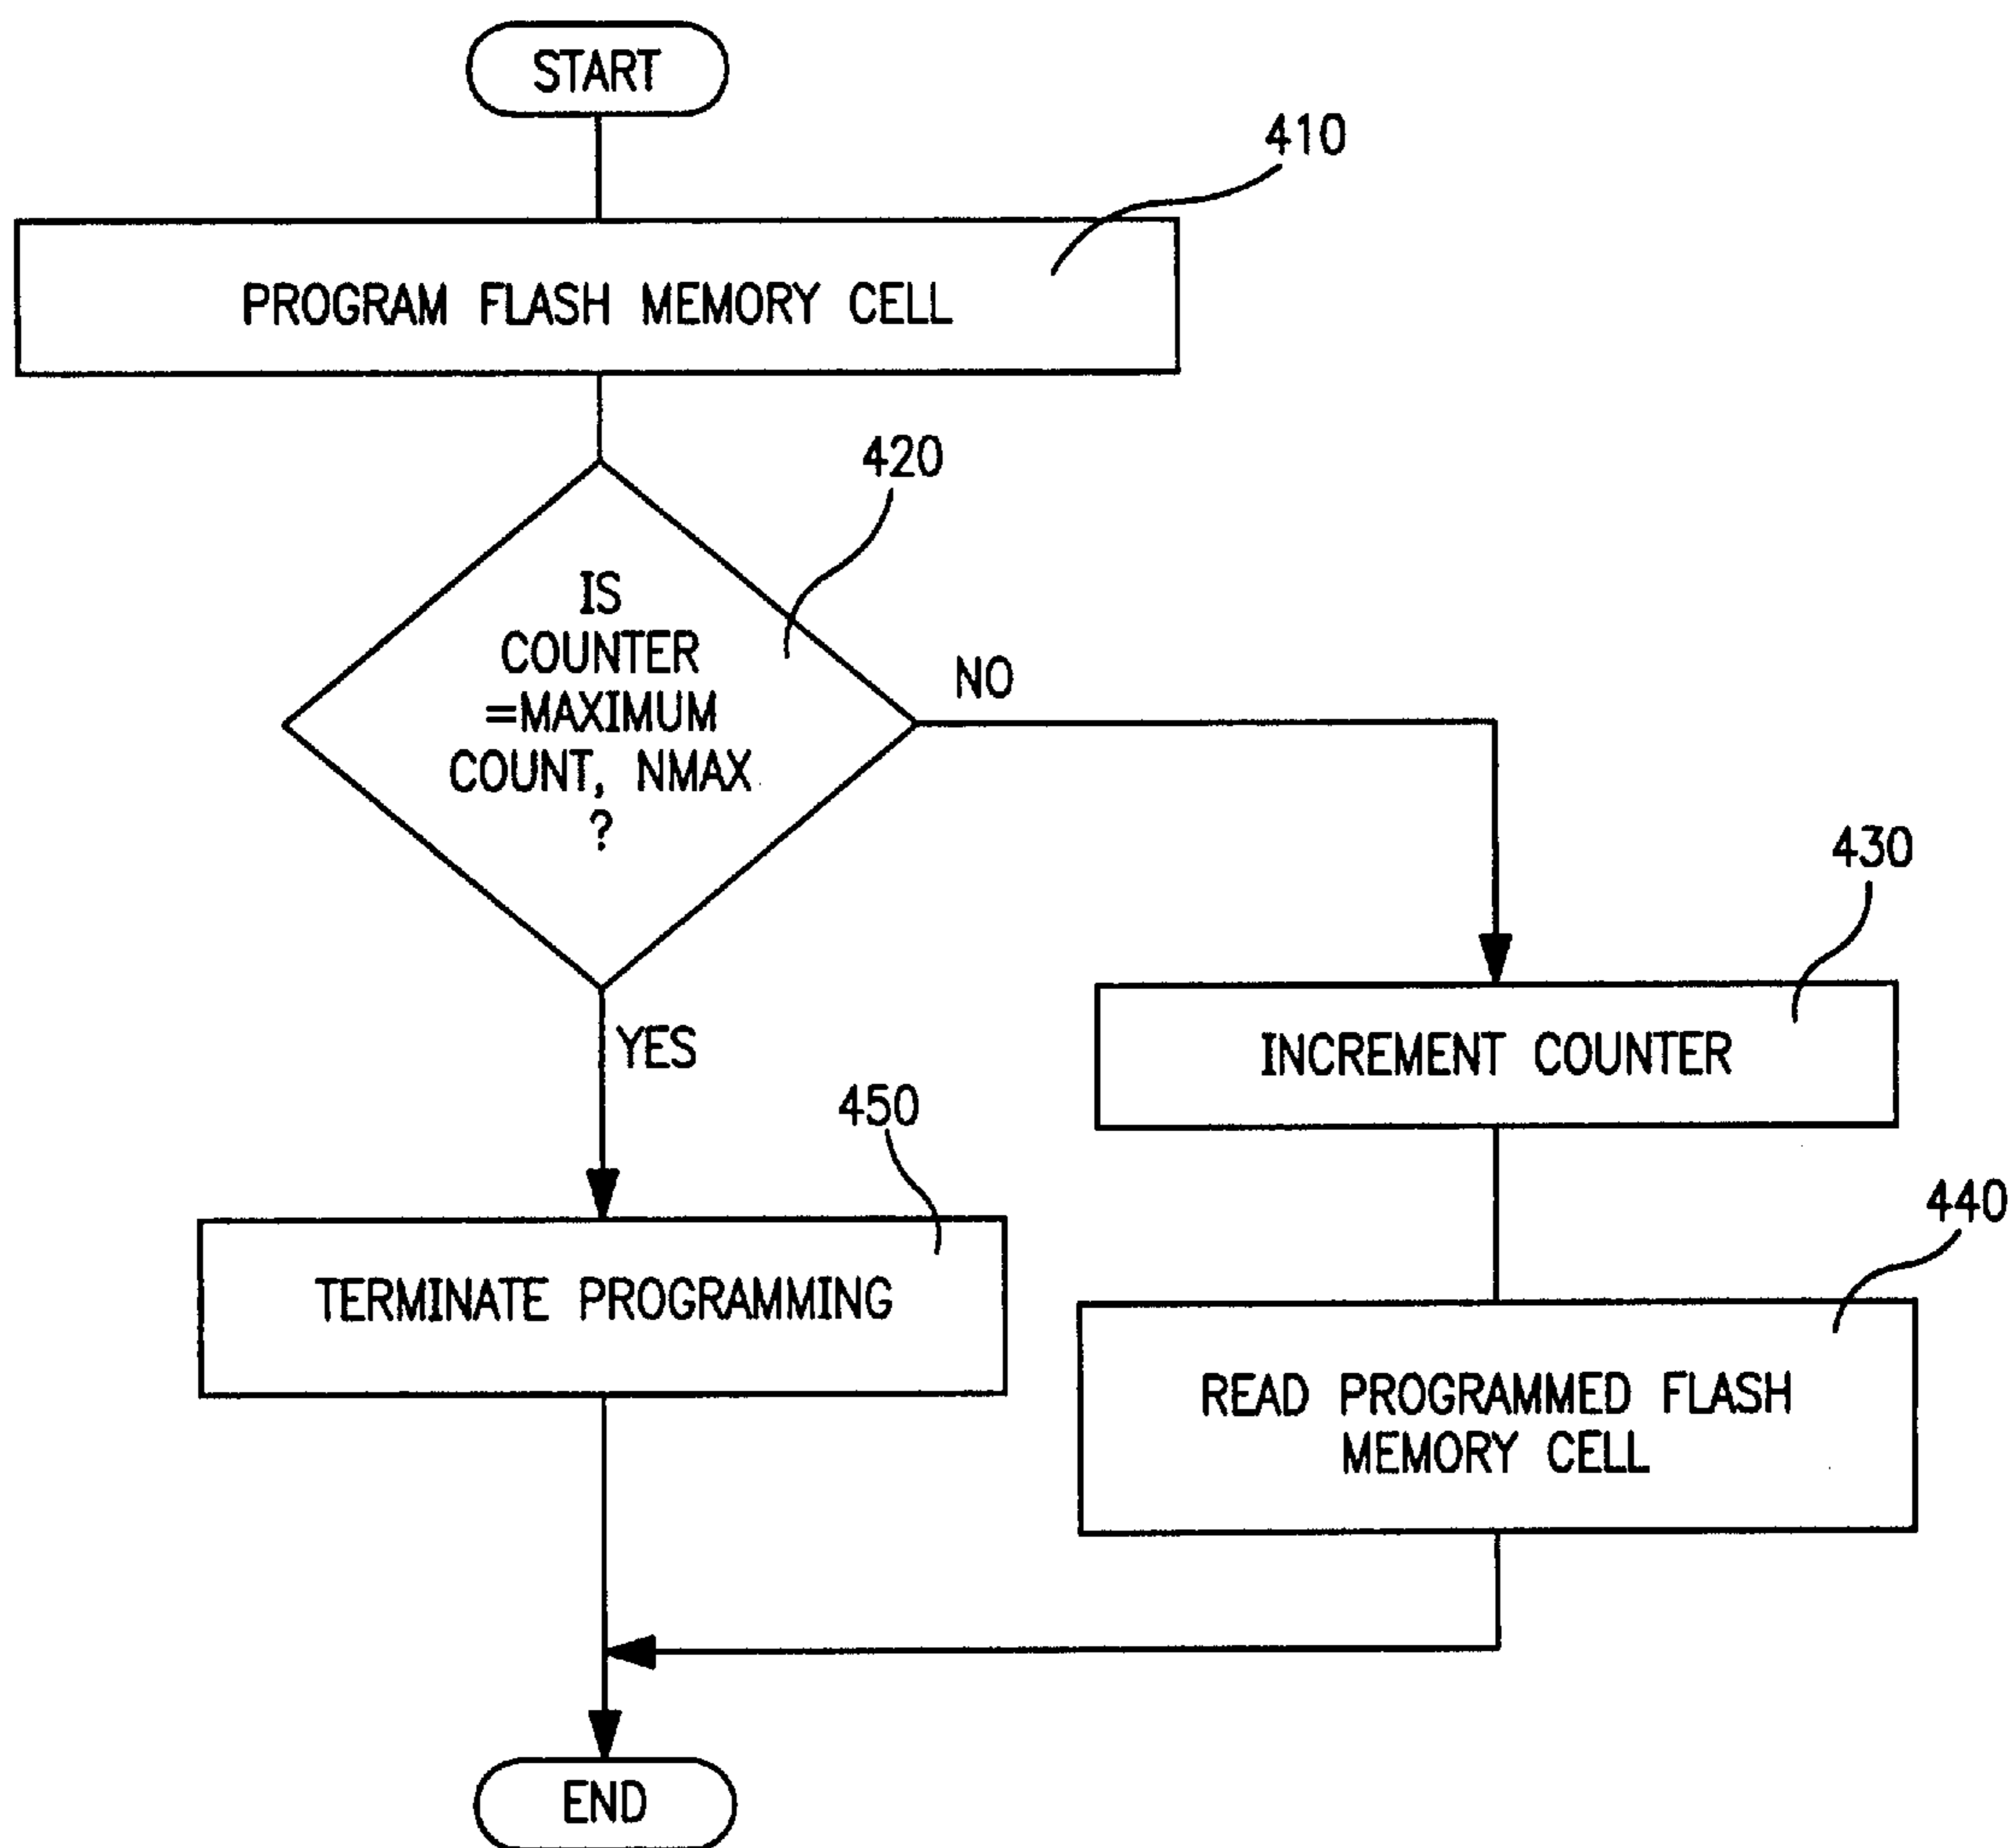 START
410
PROGRAM FLASH MEMORY CELL
420
IS
COUNTER
=MAXIMUM
COUNT, NMAX
?
NO
430
YES
INCREMENT COUNTER
450
440
TERMINATE PROGRAMMING
READ PROGRAMMED FLASH
MEMORY CELL
END